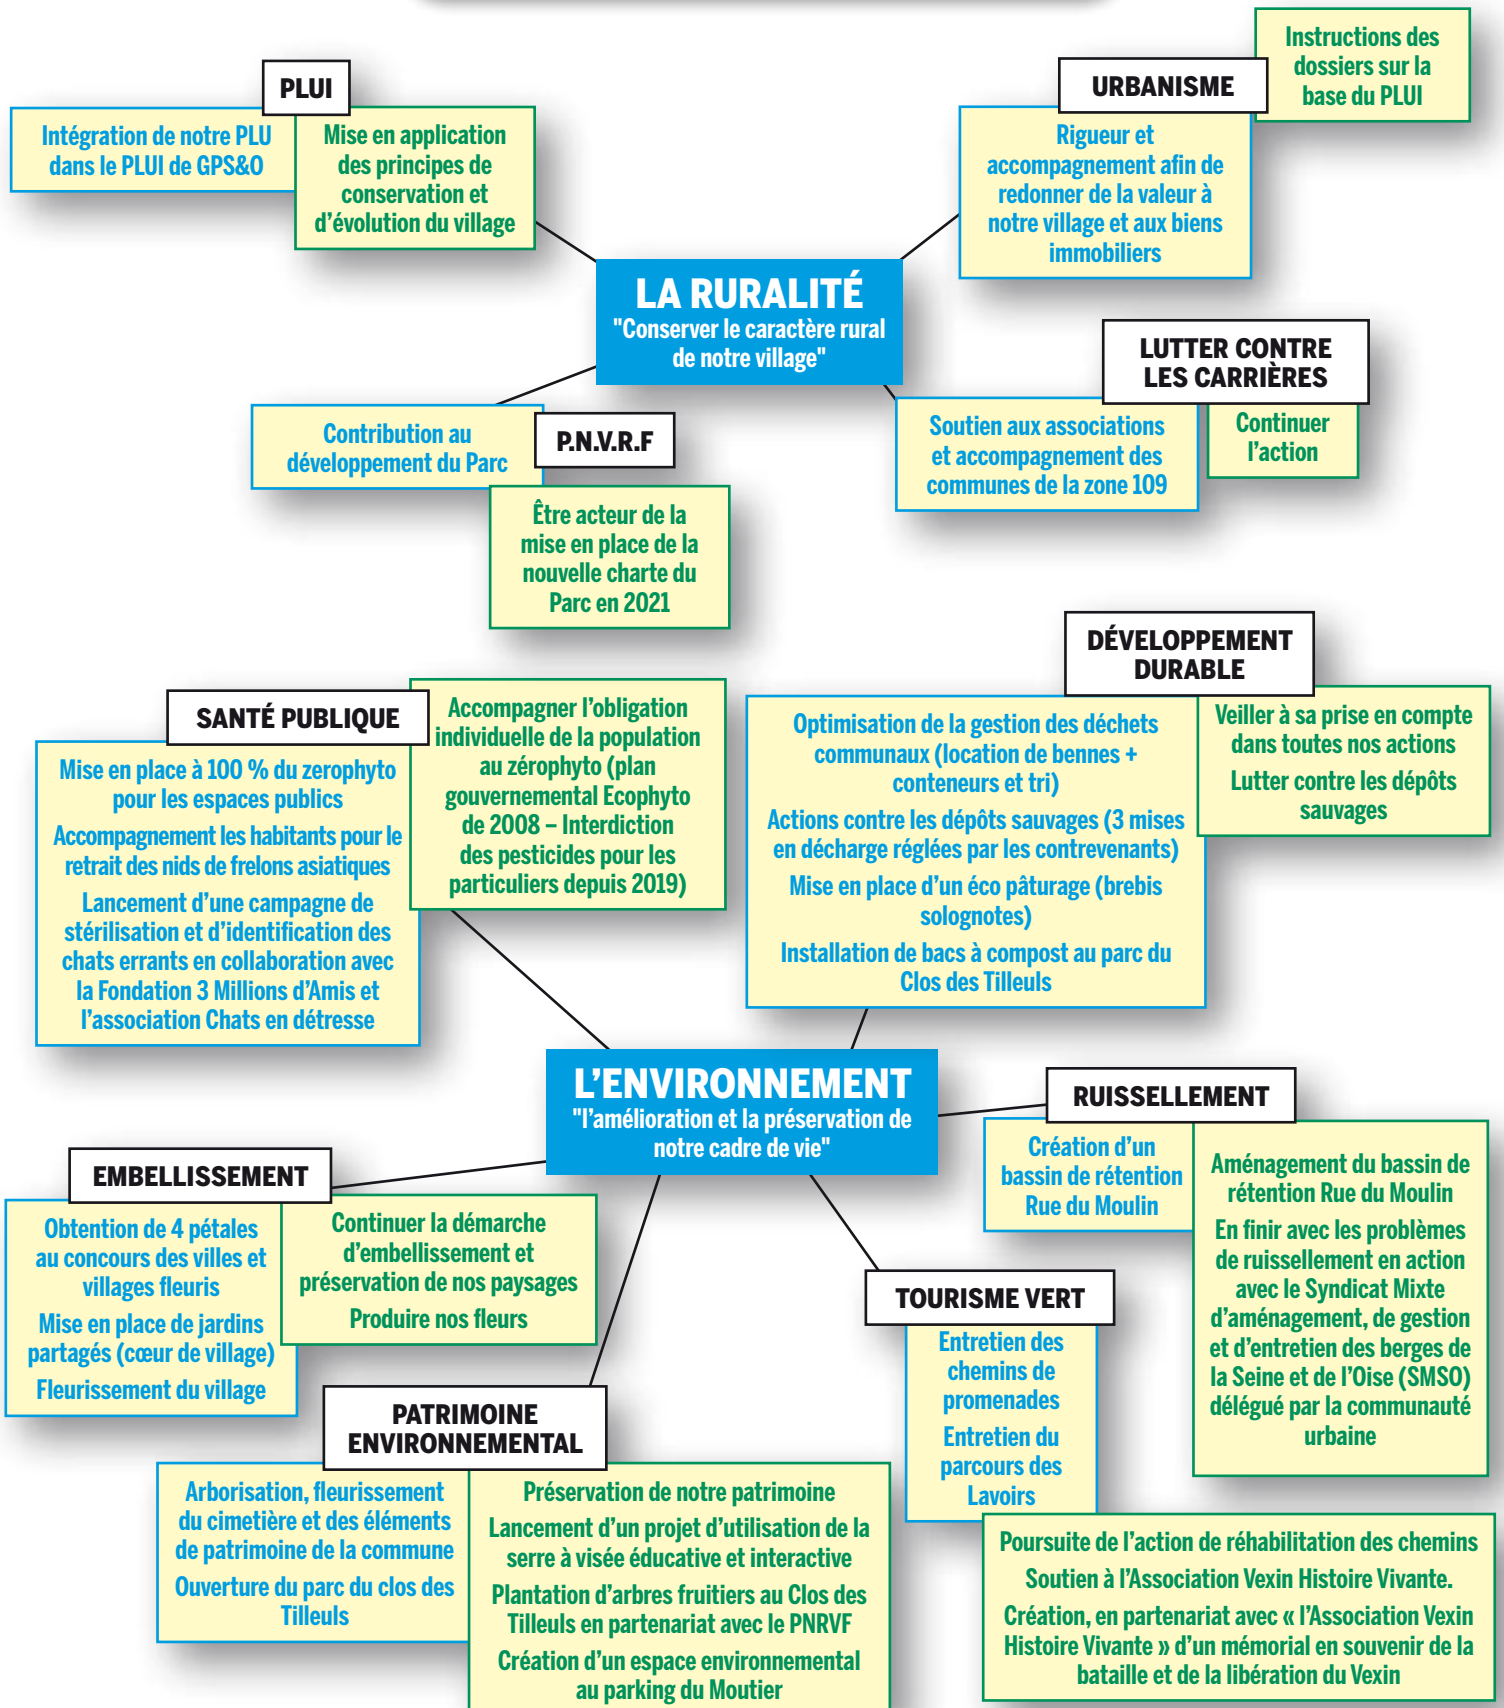 PLUI
Intégration de notre PLU
dans le PLUI de GPS&O
Mise en application
des principes de
conservation et
d'évolution du village
URBANISME
Instructions des
dossiers sur la
base du PLUI
Rigueur et
accompagnement afin de
redonner de la valeur à
notre village et aux biens
immobiliers
LA RURALITÉ
"Conserver le caractère rural
de notre village"
LUTTER CONTRE
LES CARRIÈRES
Soutien aux associations
et accompagnement des
communes de la zone 109
Continuer
l'action
Contribution au
développement du Parc
P.N.V.R.F
Être acteur de la
mise en place de la
nouvelle charte du
Parc en 2021
SANTÉ PUBLIQUE
Mise en place à 100 % du zerophyto
pour les espaces publics
Accompagnement les habitants pour le
retrait des nids de frelons asiatiques
Lancement d'une campagne de
stérilisation et d'identification des
chats errants en collaboration avec
la Fondation 3 Millions d'Amis et
l'association Chats en détresse
Accompagner l'obligation
individuelle de la population
au zérophyto (plan
gouvernemental Ecophyto
de 2008 – Interdiction
des pesticides pour les
particuliers depuis 2019)
DÉVELOPPEMENT
DURABLE
Optimisation de la gestion des déchets
communaux (location de bennes +
conteneurs et tri)
Actions contre les dépôts sauvages (3 mises
en décharge réglées par les contrevenants)
Mise en place d'un éco pâturage (brebis
solognotes)
Installation de bacs à compost au parc du
Clos des Tilleuls
Veiller à sa prise en compte
dans toutes nos actions
Lutter contre les dépôts
sauvages
L'ENVIRONNEMENT
"l'amélioration et la préservation de
notre cadre de vie"
RUISSELLEMENT
Création d'un
bassin de rétention
Rue du Moulin
Aménagement du bassin de
rétention Rue du Moulin
En finir avec les problèmes
de ruissellement en action
avec le Syndicat Mixte
d'aménagement, de gestion
et d'entretien des berges de
la Seine et de l'Oise (SMSO)
délégué par la communauté
urbaine
EMBELLISSEMENT
Obtention de 4 pétales
au concours des villes et
villages fleuris
Mise en place de jardins
partagés (cœur de village)
Fleurissement du village
Continuer la démarche
d'embellissement et
préservation de nos paysages
Produire nos fleurs
TOURISME VERT
Entretien des
chemins de
promenades
Entretien du
parcours des
Lavoirs
Poursuite de l'action de réhabilitation des chemins
Soutien à l'Association Vexin Histoire Vivante.
Création, en partenariat avec « l'Association Vexin
Histoire Vivante » d'un mémorial en souvenir de la
bataille et de la libération du Vexin
PATRIMOINE
ENVIRONNEMENTAL
Arborisation, fleurissement
du cimetière et des éléments
de patrimoine de la commune
Ouverture du parc du clos des
Tilleuls
Préservation de notre patrimoine
Lancement d'un projet d'utilisation de la
serre à visée éducative et interactive
Plantation d'arbres fruitiers au Clos des
Tilleuls en partenariat avec le PNRVF
Création d'un espace environnemental
au parking du Moutier